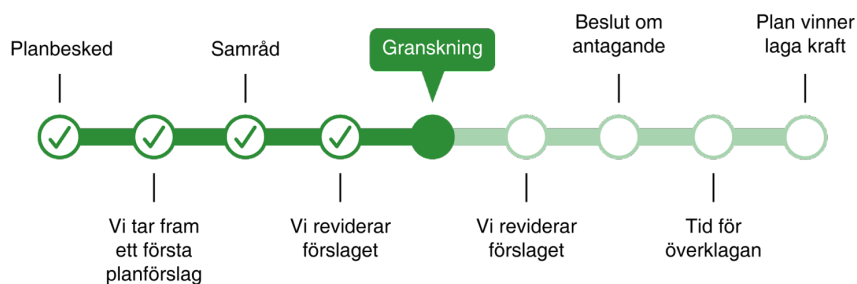 Planbesked
Vi tar fram
ett första
planförslag
Samråd
Vi reviderar
förslaget
Granskning
Vi reviderar
förslaget
Beslut om
antagande
Tid för
överklagan
Plan vinner
laga kraft